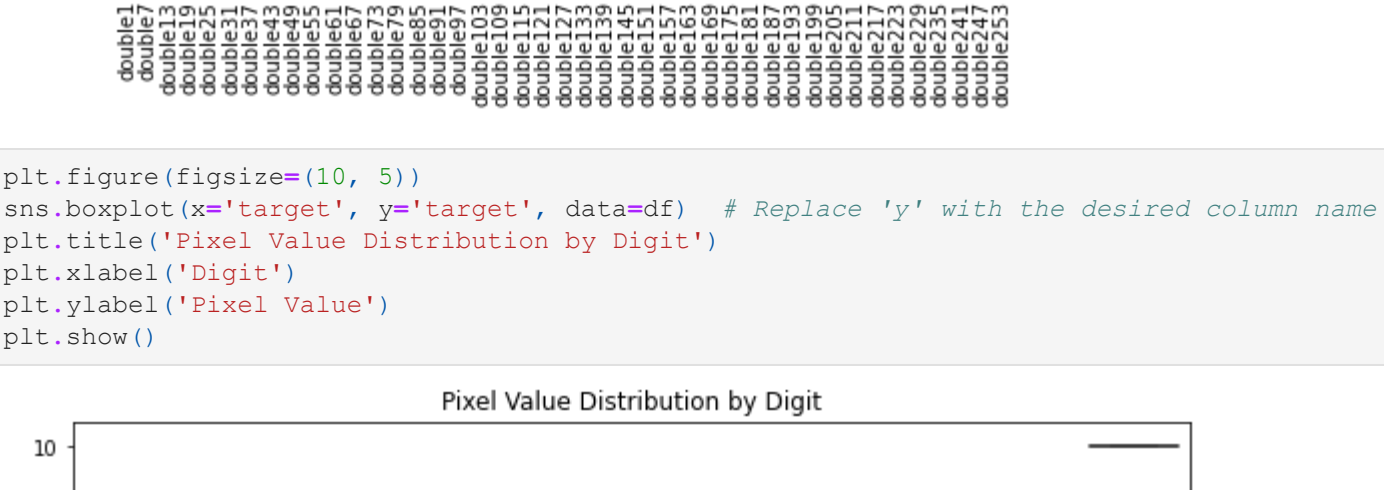 double1
double7
double13
double19
double25
double31
double37
double43
double49
double55
double61
double67
double73
double79
double85
double91
double97
double103
double109
double115
double121
double127
double133
double139
double145
double151
double157
double163
double169
double175
double181
double187
double193
double199
double205
double211
double217
double223
double229
double235
double241
double247
double253
plt.figure(figsize=(10, 5))
sns.boxplot(x='target', y='target', data=df)  # Replace 'y' with the desired column name
plt.title('Pixel Value Distribution by Digit')
plt.xlabel('Digit')
plt.ylabel('Pixel Value')
plt.show()
Pixel Value Distribution by Digit
10